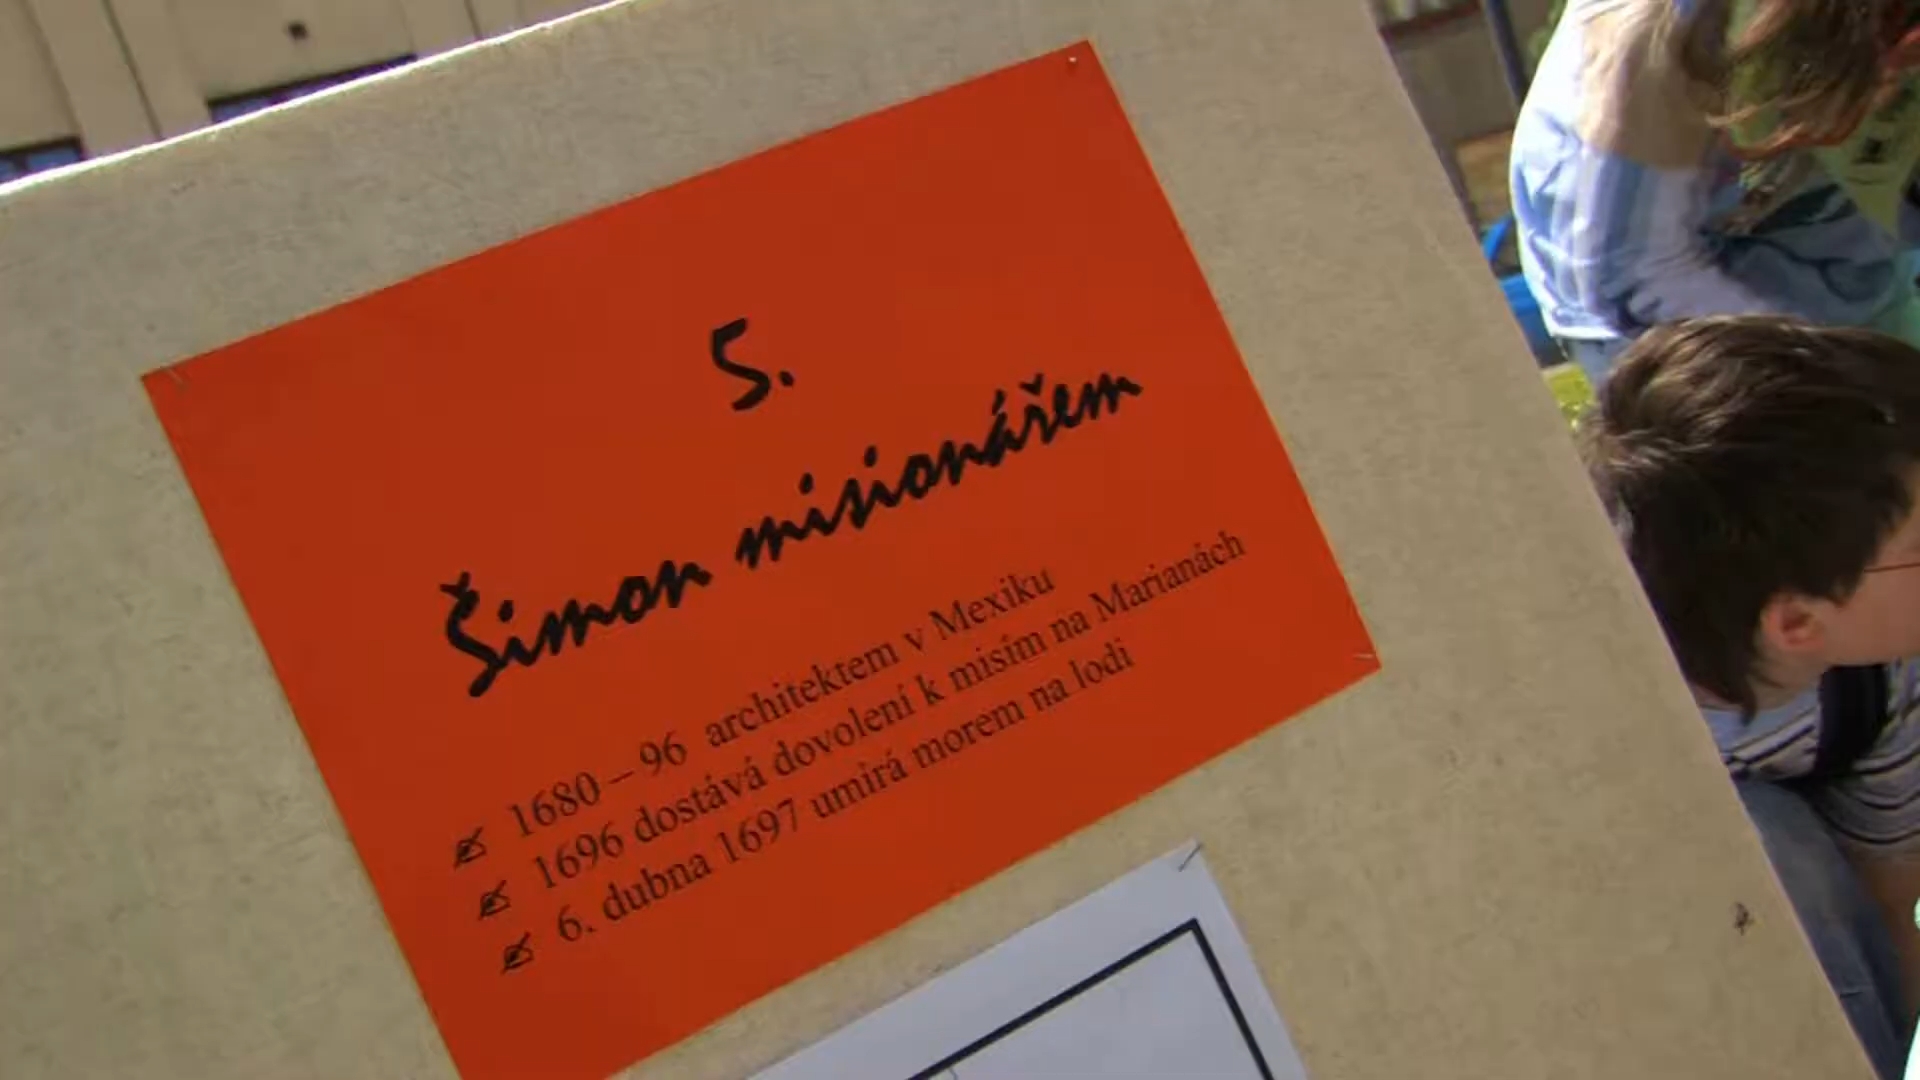 5.
Šimon misionářem
1680 – 96 architektem v Mexiku
1696 dostává dovolení k misím na Marianách
6. dubna 1697 umírá morem na lodi